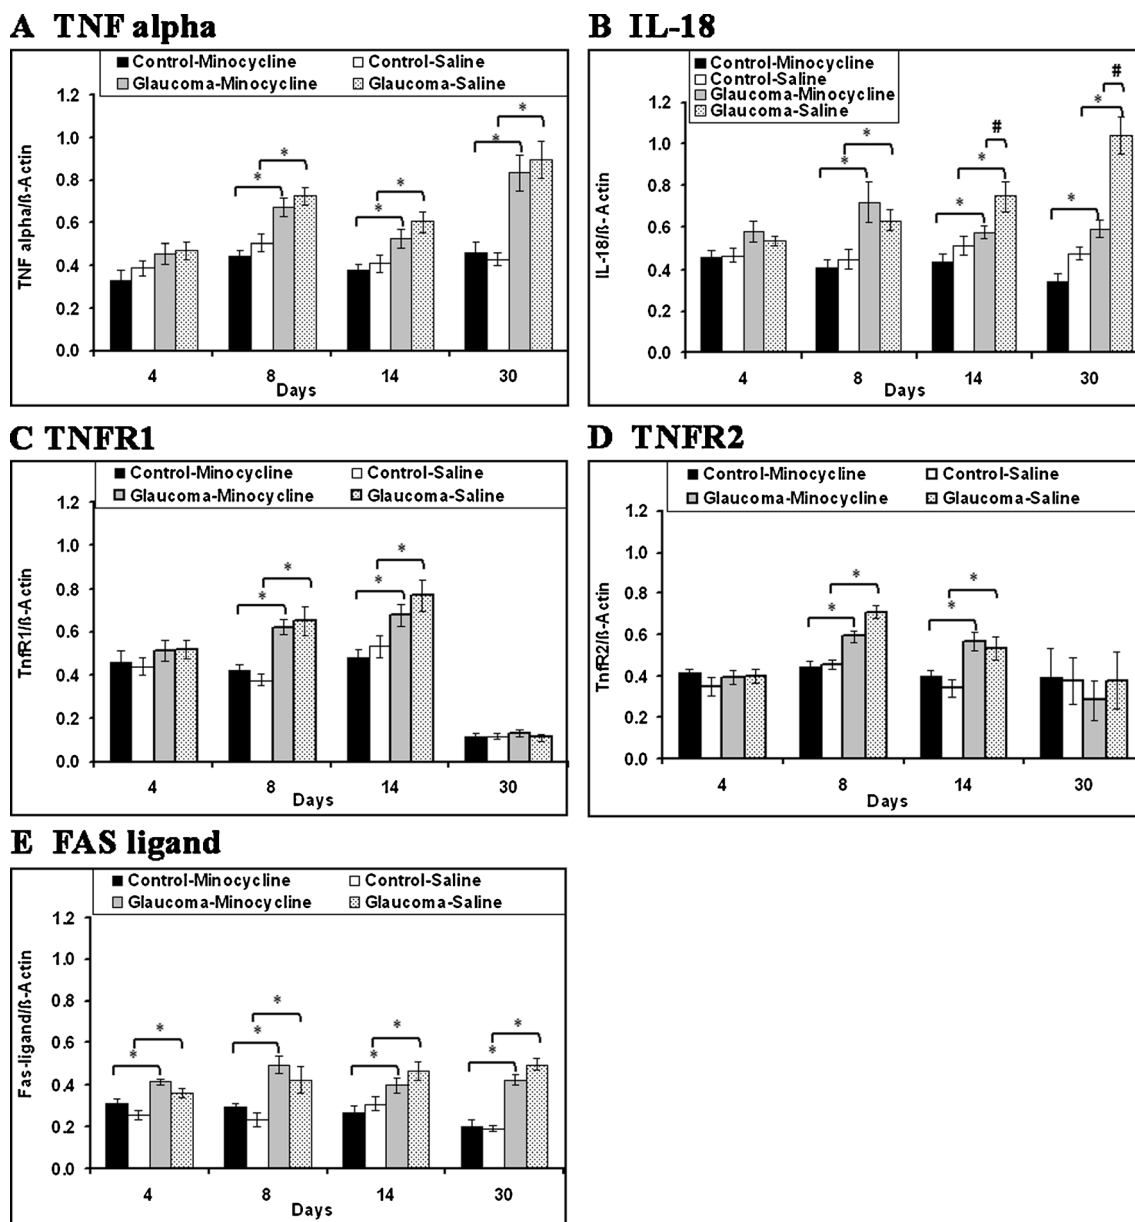 A TNF alpha
Control-Minocycline Control-Saline
Glaucoma-Minocycline Glaucoma-Saline
TNF alpha/ß-Actin
1.2
1.0
0.8
0.6
0.4
0.2
0.0
* * * * * *
4 8 14 30
Days
B IL-18
Control-Minocycline
Control-Saline
Glaucoma-Minocycline
Glaucoma-Saline
IL-18/ß-Actin
1.2
1.0
0.8
0.6
0.4
0.2
0.0
* * * * # * * #
4 8 14 30
Days
C TNFR1
Control-Minocycline Control-Saline
Glaucoma-Minocycline Glaucoma-Saline
TnfR1/ß-Actin
1.2
1.0
0.8
0.6
0.4
0.2
0.0
* * * *
4 8 14 30
Days
D TNFR2
Control-Minocycline Control-Saline
Glaucoma-Minocycline Glaucoma-Saline
TnfR2/ß-Actin
1.2
1.0
0.8
0.6
0.4
0.2
0.0
* * * *
4 8 14 30
Days
E FAS ligand
Control-Minocycline Control-Saline
Glaucoma-Minocycline Glaucoma-Saline
Fas-ligand/ß-Actin
1.2
1.0
0.8
0.6
0.4
0.2
0.0
* * * * * * * *
4 8 14 30
Days